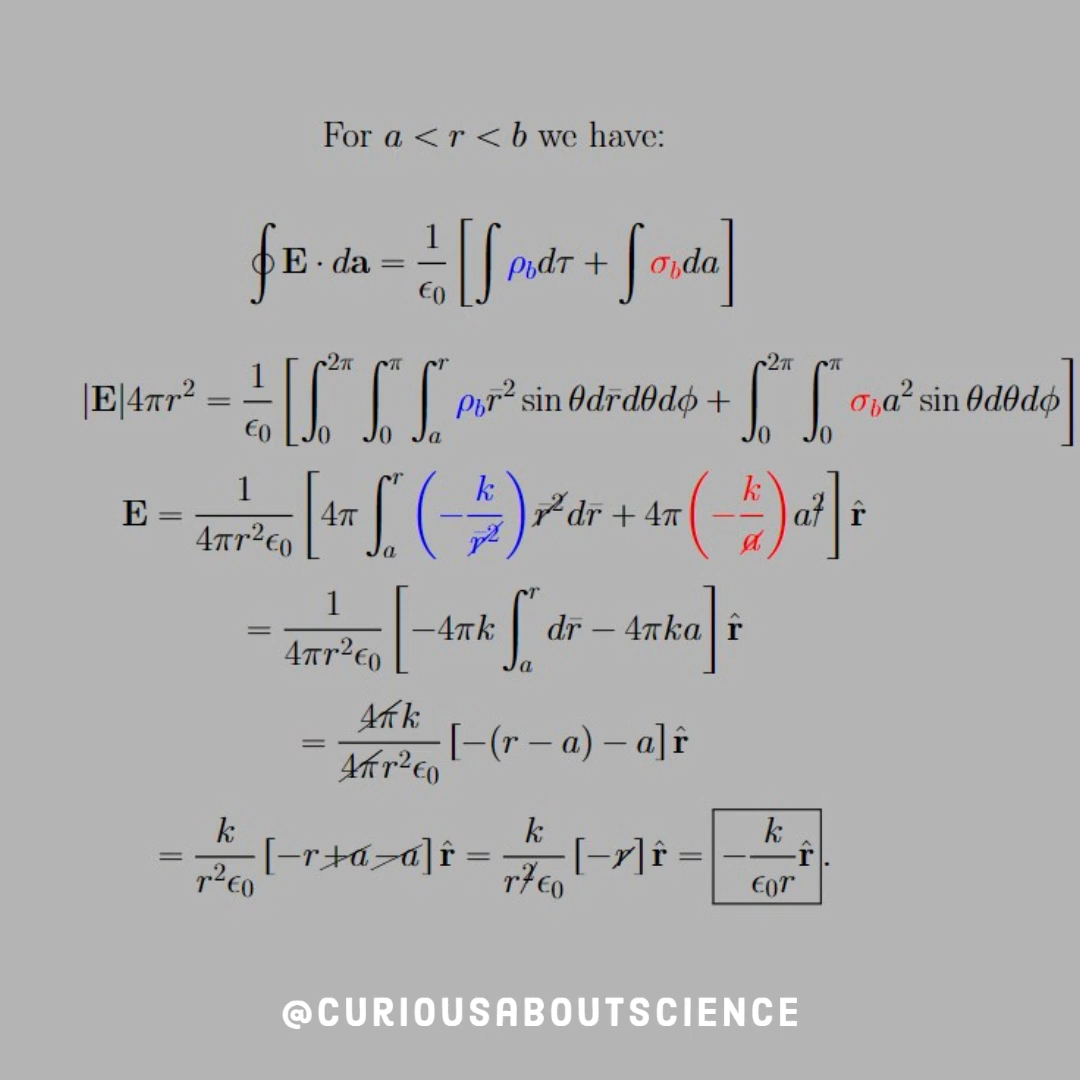 For a < r < b we have:
∮ E · da = 1/ϵ₀ [∫ ρ_b dτ + ∫ σ_b da]
|E|4πr² = 1/ϵ₀ [∫₀^{2π} ∫₀^π ∫_a^r ρ_b r̄² sin θ dr̄ dθ dϕ + ∫₀^{2π} ∫₀^π σ_b a² sin θ dθ dϕ]
E = 1/(4πr²ϵ₀) [4π ∫_a^r (−k/r̄²) r̄² dr̄ + 4π (−k/a) a²] r̂
= 1/(4πr²ϵ₀) [−4πk ∫_a^r dr̄ − 4πka] r̂
= 4πk/(4πr²ϵ₀) [−(r − a) − a] r̂
= k/(r²ϵ₀) [−r + a − a] r̂ = k/(r²ϵ₀) [−r] r̂ = −k/(ϵ₀r) r̂.
@CURIOUSABOUTSCIENCE